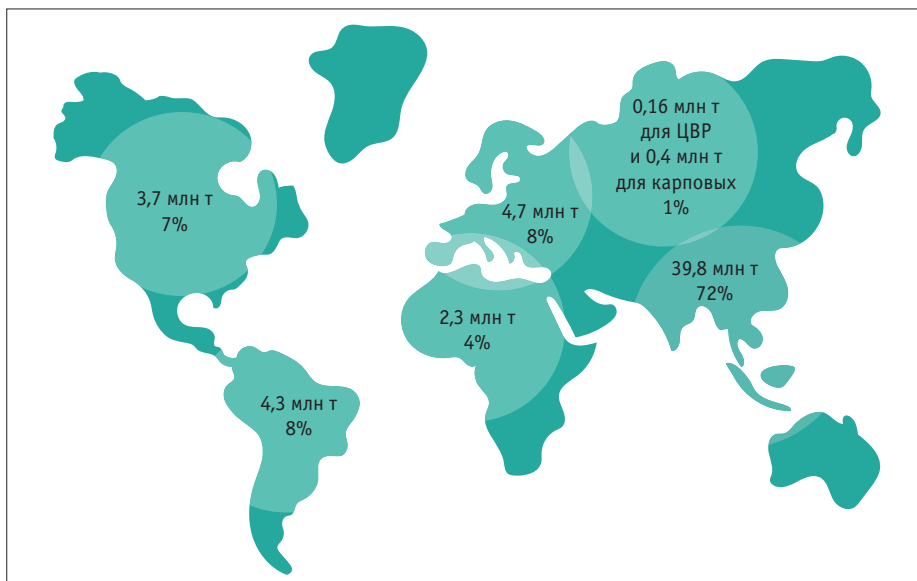 0,16 млн т
для ЦВР
и 0,4 млн т
для карповых
1%
3,7 млн т
7%
4,7 млн т
8%
39,8 млн т
72%
2,3 млн т
4%
4,3 млн т
8%